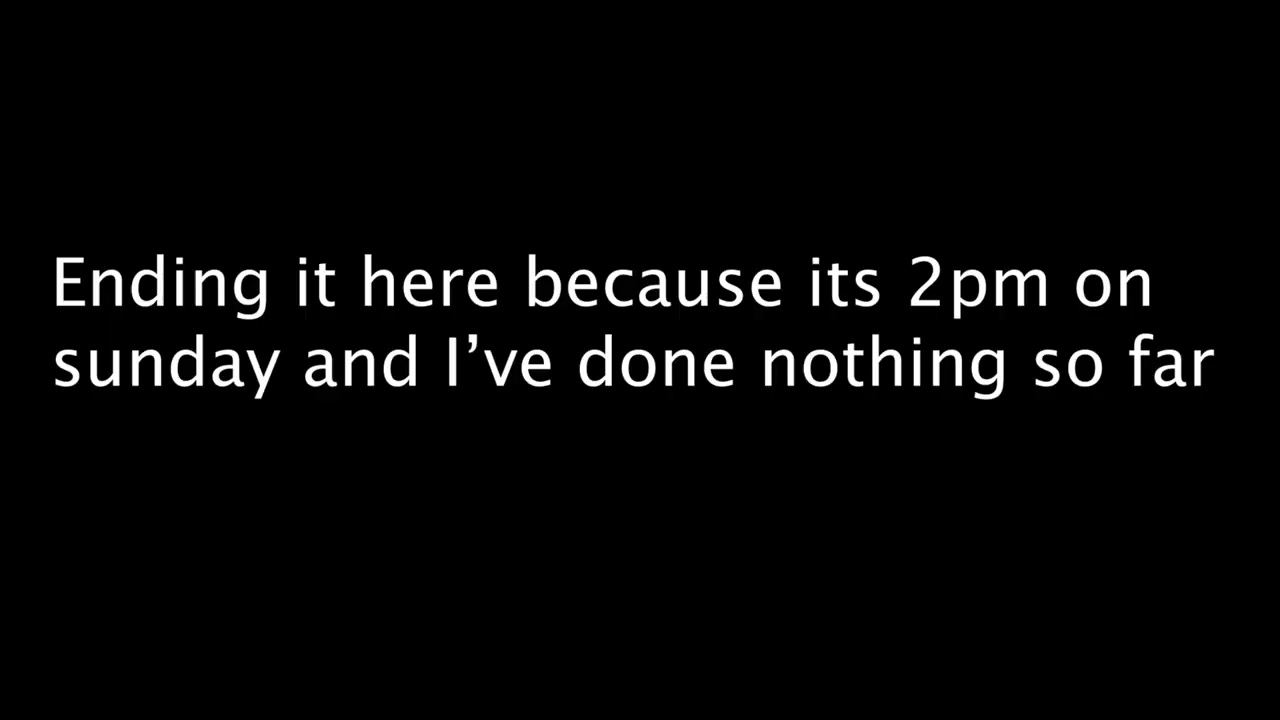 Ending it here because its 2pm on
sunday and I’ve done nothing so far